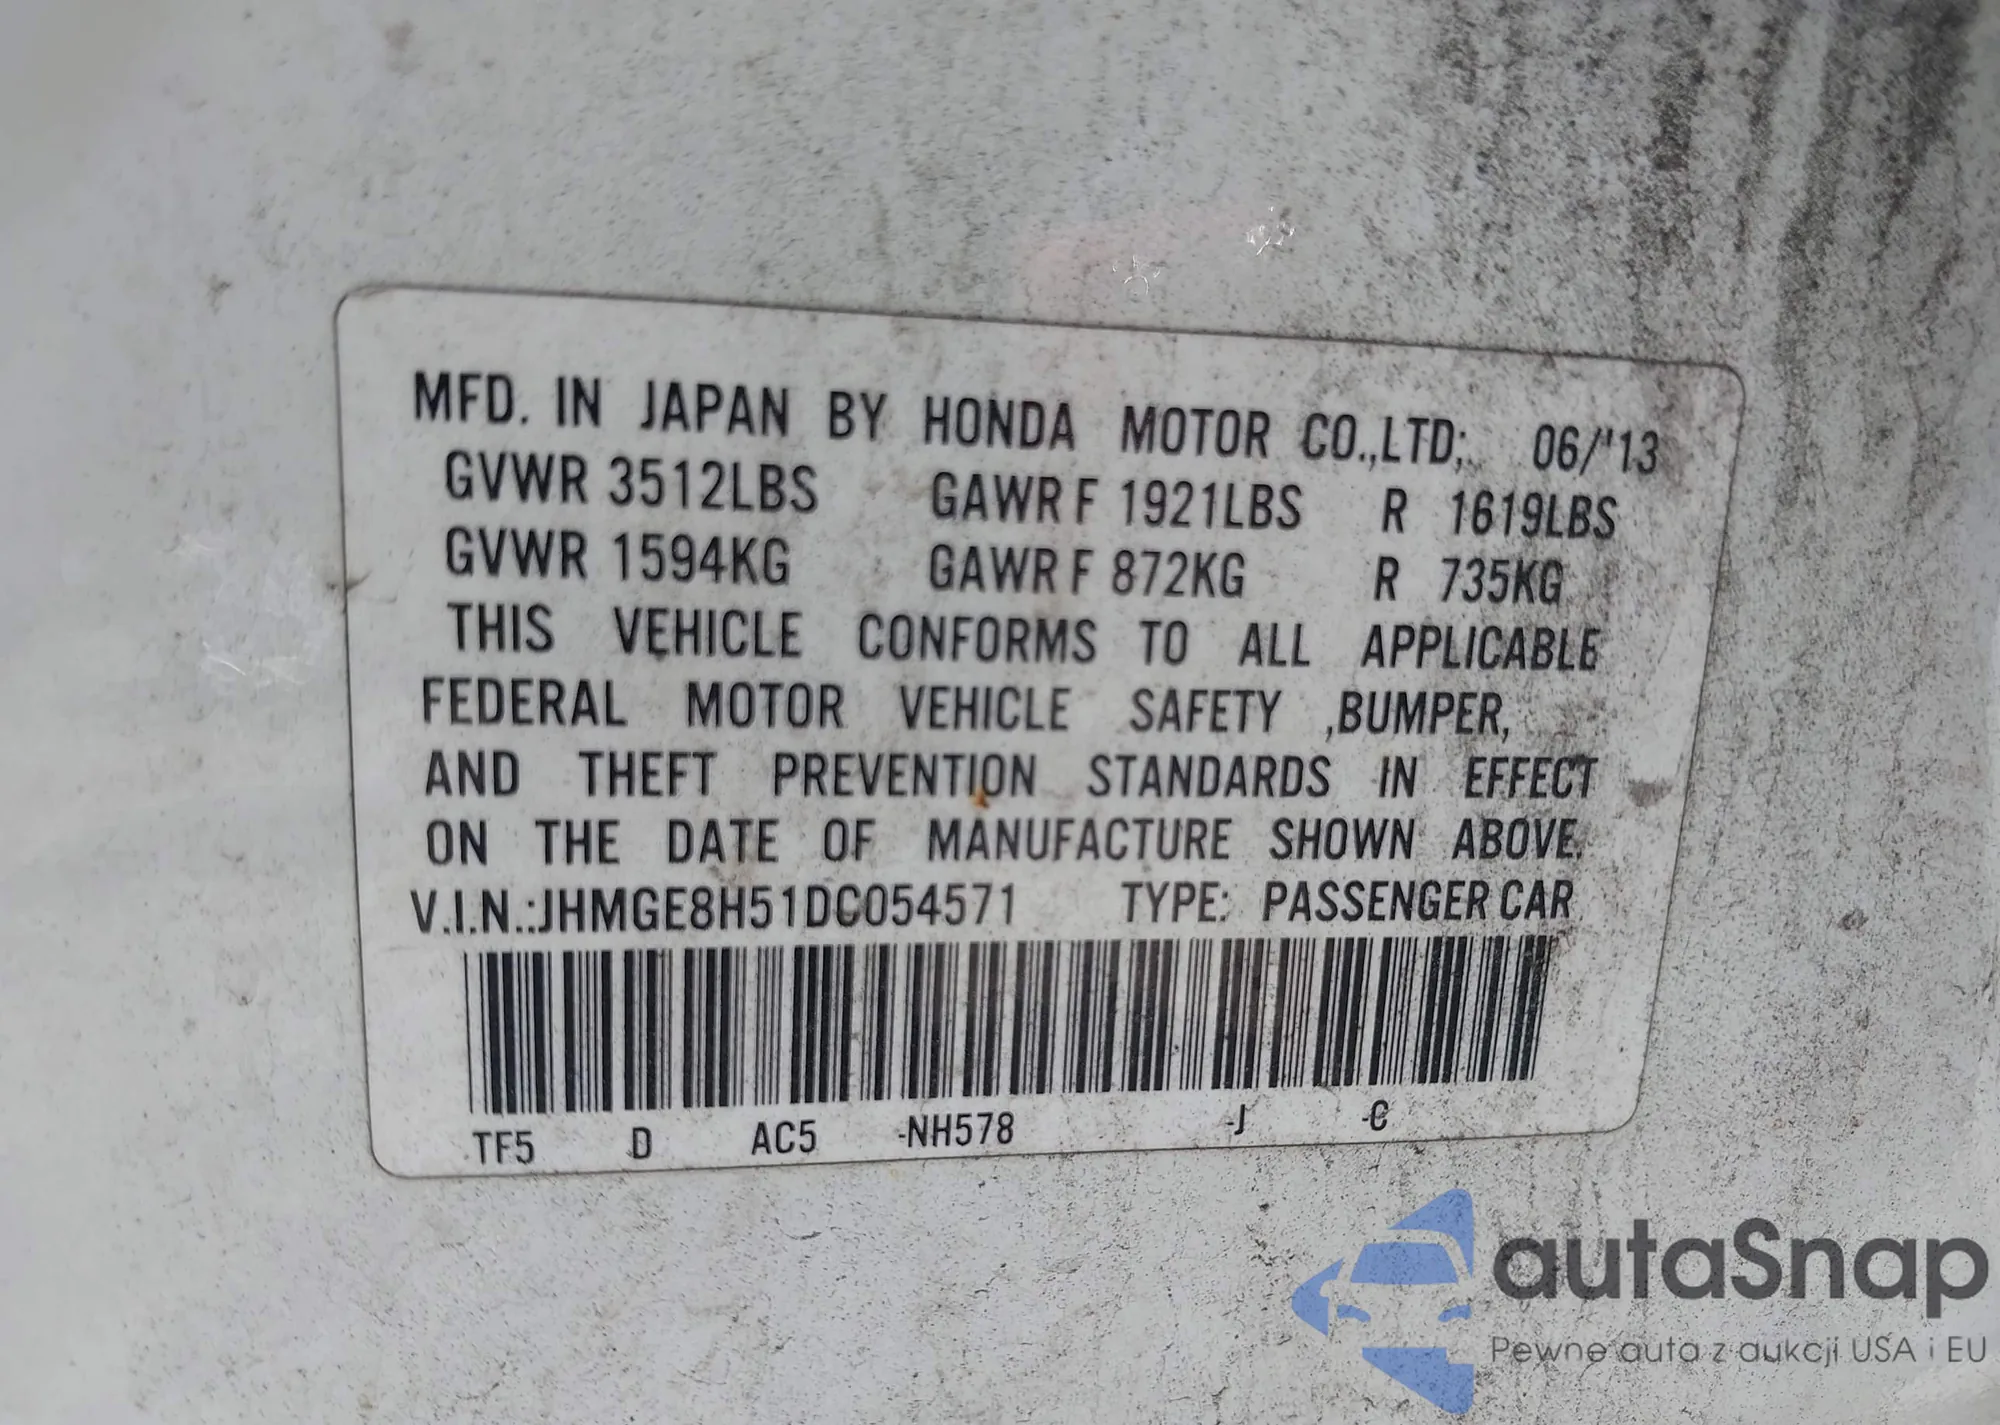 MFD. IN JAPAN BY HONDA MOTOR CO.,LTD; 06/'13
GVWR 3512LBS GAWR F 1921LBS R 1619LBS
GVWR 1594KG GAWR F 872KG R 735KG
THIS VEHICLE CONFORMS TO ALL APPLICABLE
FEDERAL MOTOR VEHICLE SAFETY ,BUMPER,
AND THEFT PREVENTION STANDARDS IN EFFECT
ON THE DATE OF MANUFACTURE SHOWN ABOVE.
V.I.N.:JHMGE8H51DC054571 TYPE: PASSENGER CAR
TF5 D AC5 -NH578 -J -C
autaSnap
Pewne auta z aukcji USA i EU